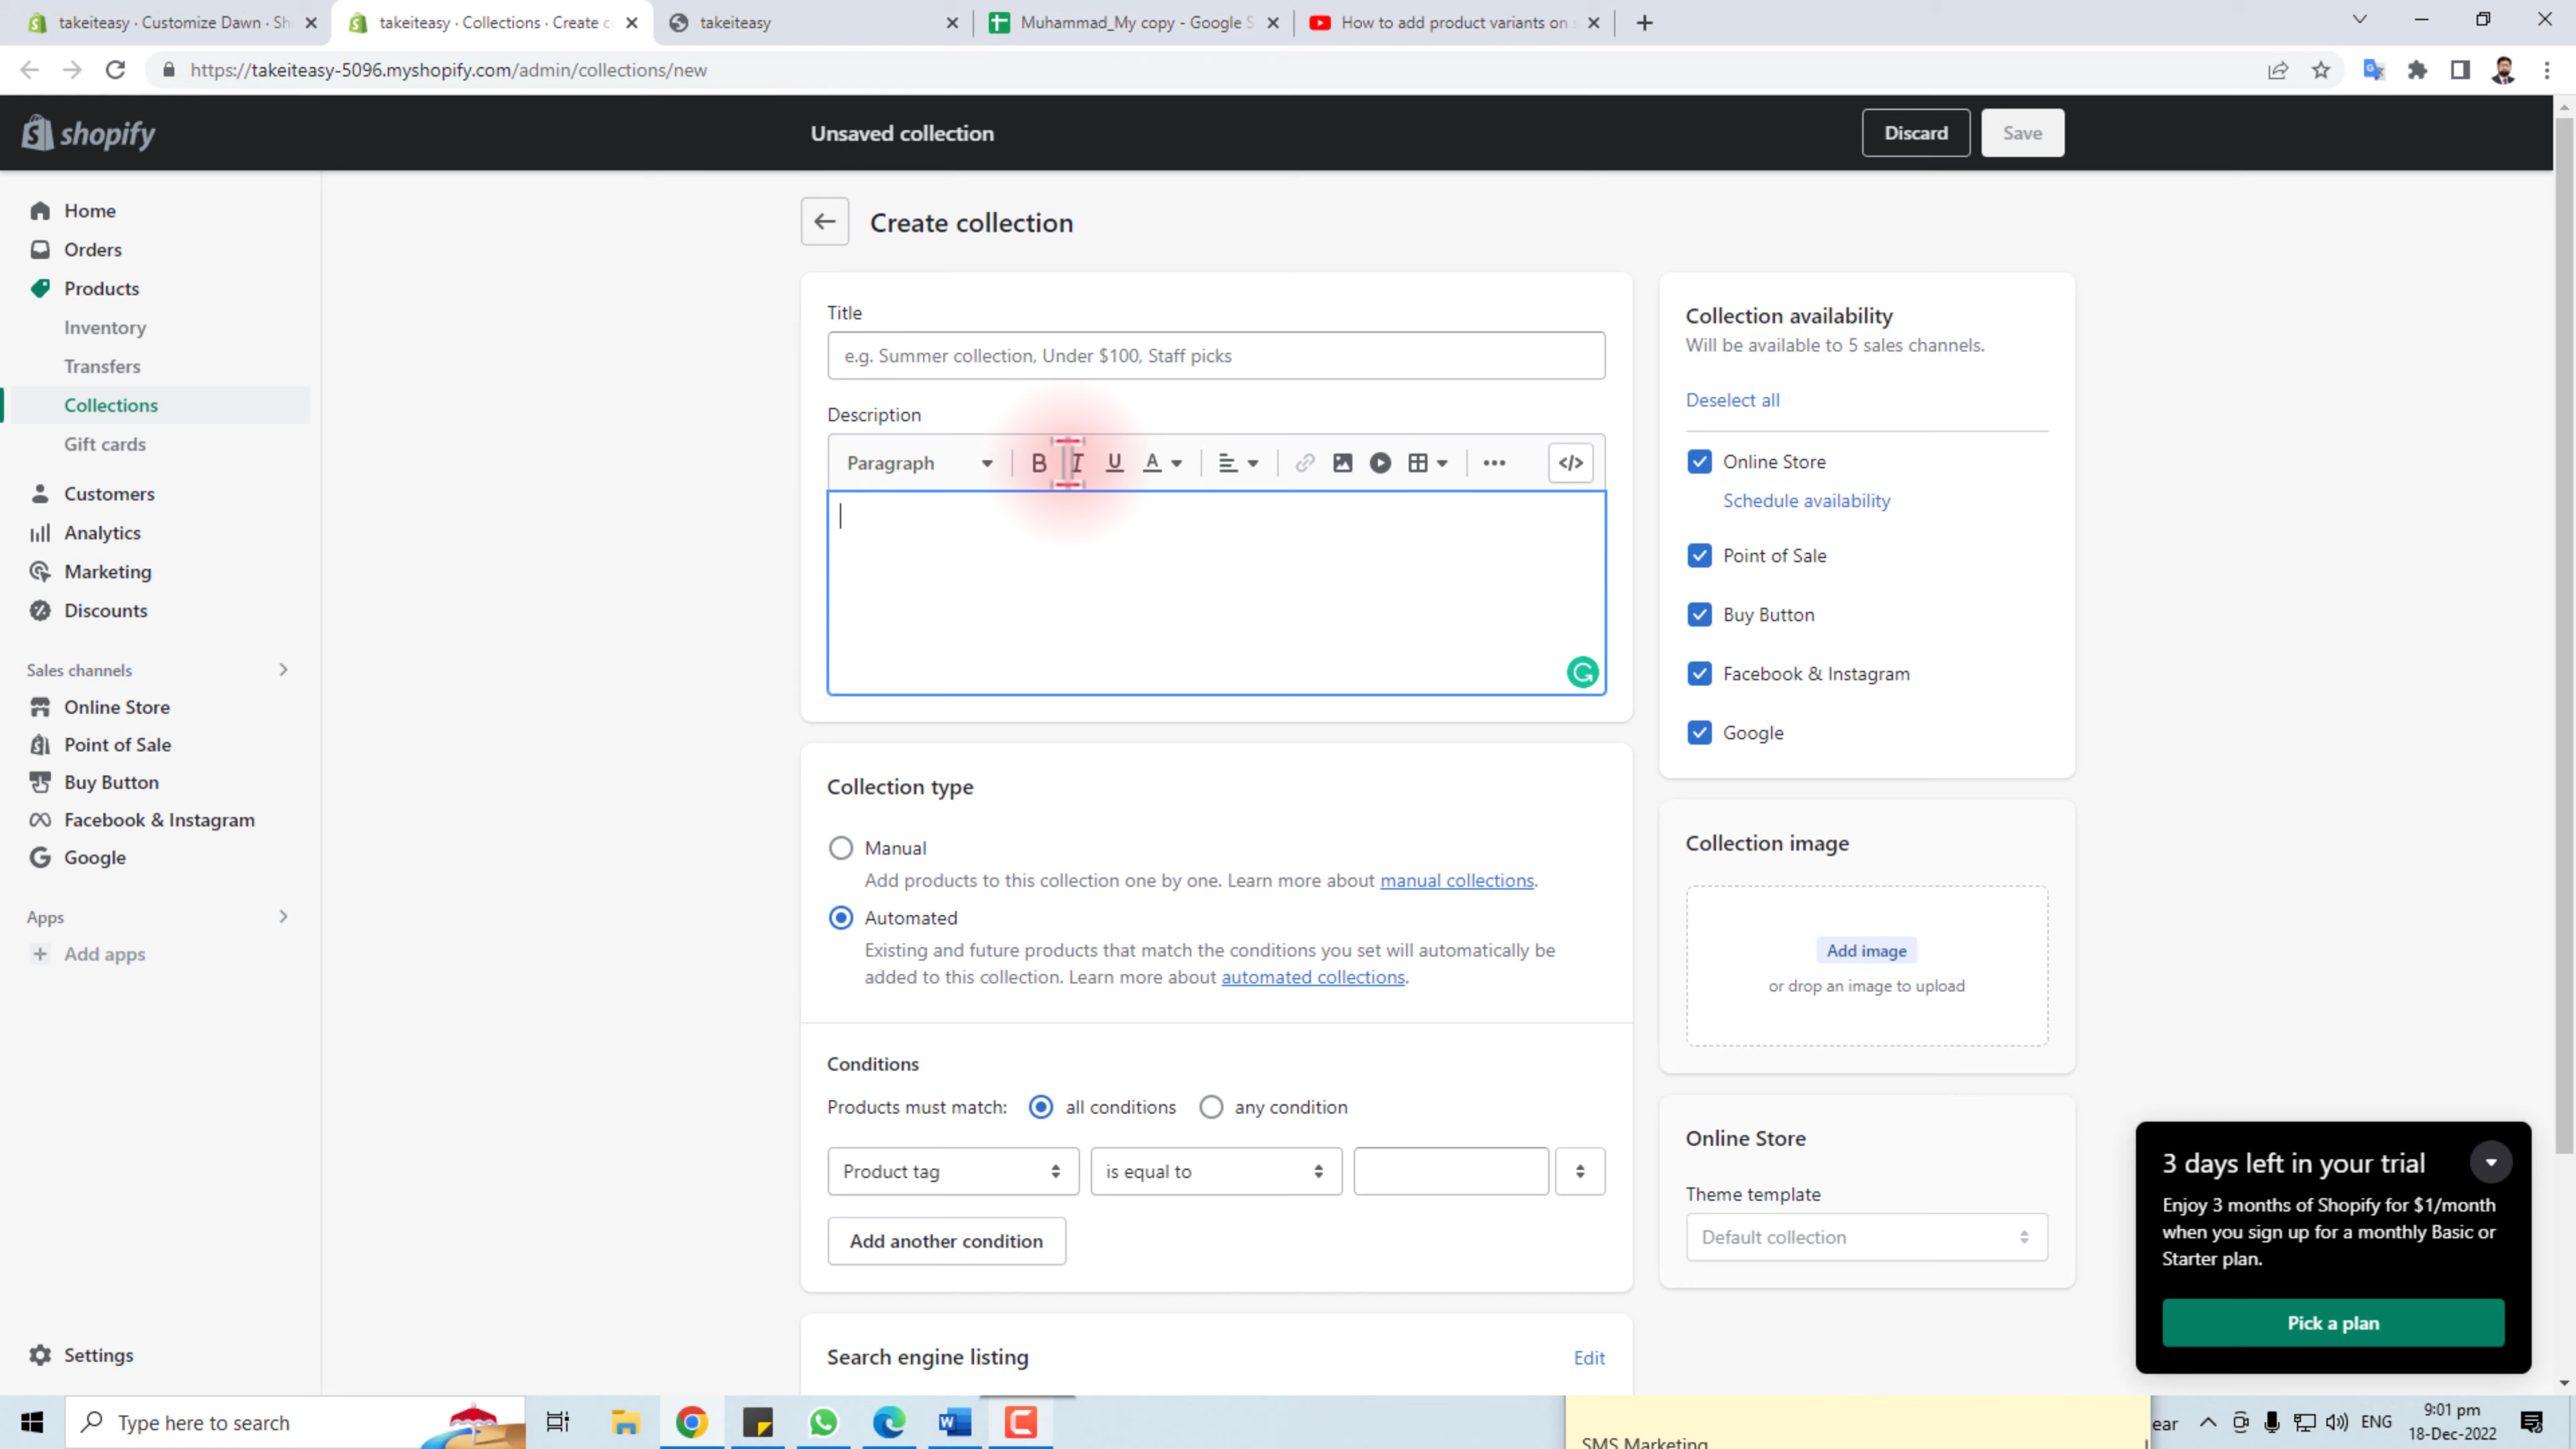 takeiteasy · Customize Dawn · Sh
takeiteasy · Collections · Create c
takeiteasy
Muhammad_My copy - Google S
How to add product variants on s
https://takeiteasy-5096.myshopify.com/admin/collections/new
shopify
Unsaved collection
Discard
Save
Home
Orders
Products
Inventory
Transfers
Collections
Gift cards
Customers
Analytics
Marketing
Discounts
Sales channels
Online Store
Point of Sale
Buy Button
Facebook & Instagram
Google
Apps
Add apps
Settings
Create collection
Title
e.g. Summer collection, Under $100, Staff picks
Description
Paragraph
B I U A
</>
Collection type
Manual
Add products to this collection one by one. Learn more about manual collections.
Automated
Existing and future products that match the conditions you set will automatically be
added to this collection. Learn more about automated collections.
Conditions
Products must match: all conditions any condition
Product tag
is equal to
Add another condition
Search engine listing
Edit
Collection availability
Will be available to 5 sales channels.
Deselect all
Online Store
Schedule availability
Point of Sale
Buy Button
Facebook & Instagram
Google
Collection image
Add image
or drop an image to upload
Online Store
Theme template
Default collection
3 days left in your trial
Enjoy 3 months of Shopify for $1/month
when you sign up for a monthly Basic or
Starter plan.
Pick a plan
Type here to search
SMS Marketing
ear
ENG
9:01 pm
18-Dec-2022